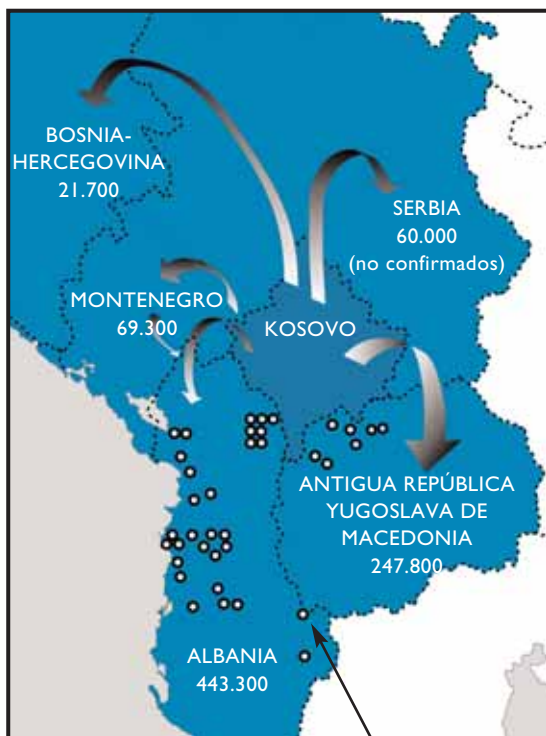 BOSNIA-
HERCEGOVINA
21.700
SERBIA
60.000
(no confirmados)
MONTENEGRO
69.300
KOSOVO
ANTIGUA REPÚBLICA
YUGOSLAVA DE
MACEDONIA
247.800
ALBANIA
443.300